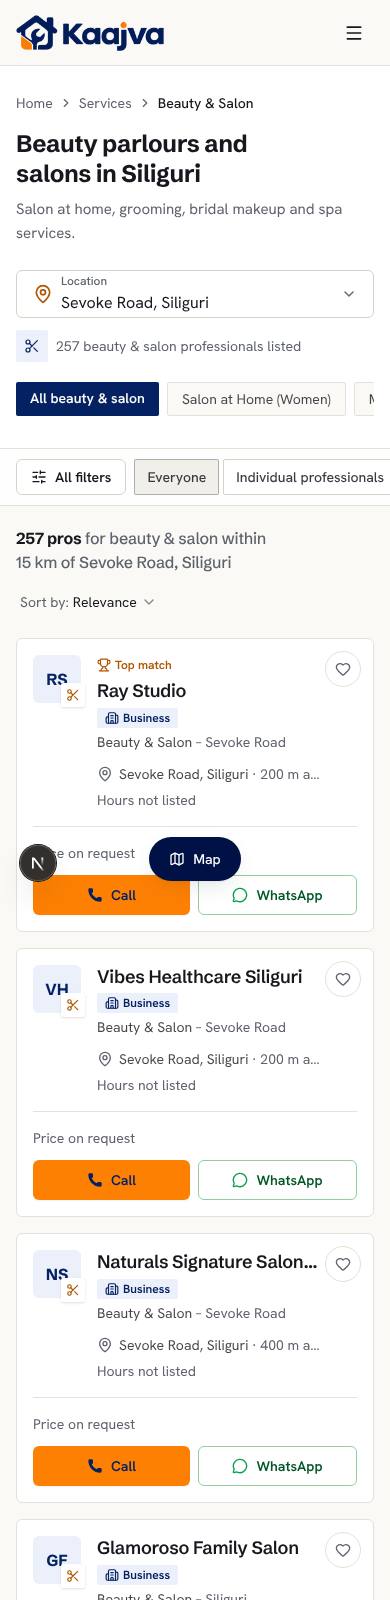 Kaajva
Home > Services > Beauty & Salon
Beauty parlours and
salons in Siliguri
Salon at home, grooming, bridal makeup and spa
services.
Location
Sevoke Road, Siliguri
257 beauty & salon professionals listed
All beauty & salon
Salon at Home (Women)
All filters
Everyone
Individual professionals
257 pros for beauty & salon within
15 km of Sevoke Road, Siliguri
Sort by: Relevance
RS
Top match
Ray Studio
Business
Beauty & Salon – Sevoke Road
Sevoke Road, Siliguri · 200 m a...
Hours not listed
on request
N
Map
Call
WhatsApp
VH
Vibes Healthcare Siliguri
Business
Beauty & Salon – Sevoke Road
Sevoke Road, Siliguri · 200 m a...
Hours not listed
Price on request
Call
WhatsApp
NS
Naturals Signature Salon...
Business
Beauty & Salon – Sevoke Road
Sevoke Road, Siliguri · 400 m a...
Hours not listed
Price on request
Call
WhatsApp
GF
Glamoroso Family Salon
Business
Beauty & Salon – Siliguri